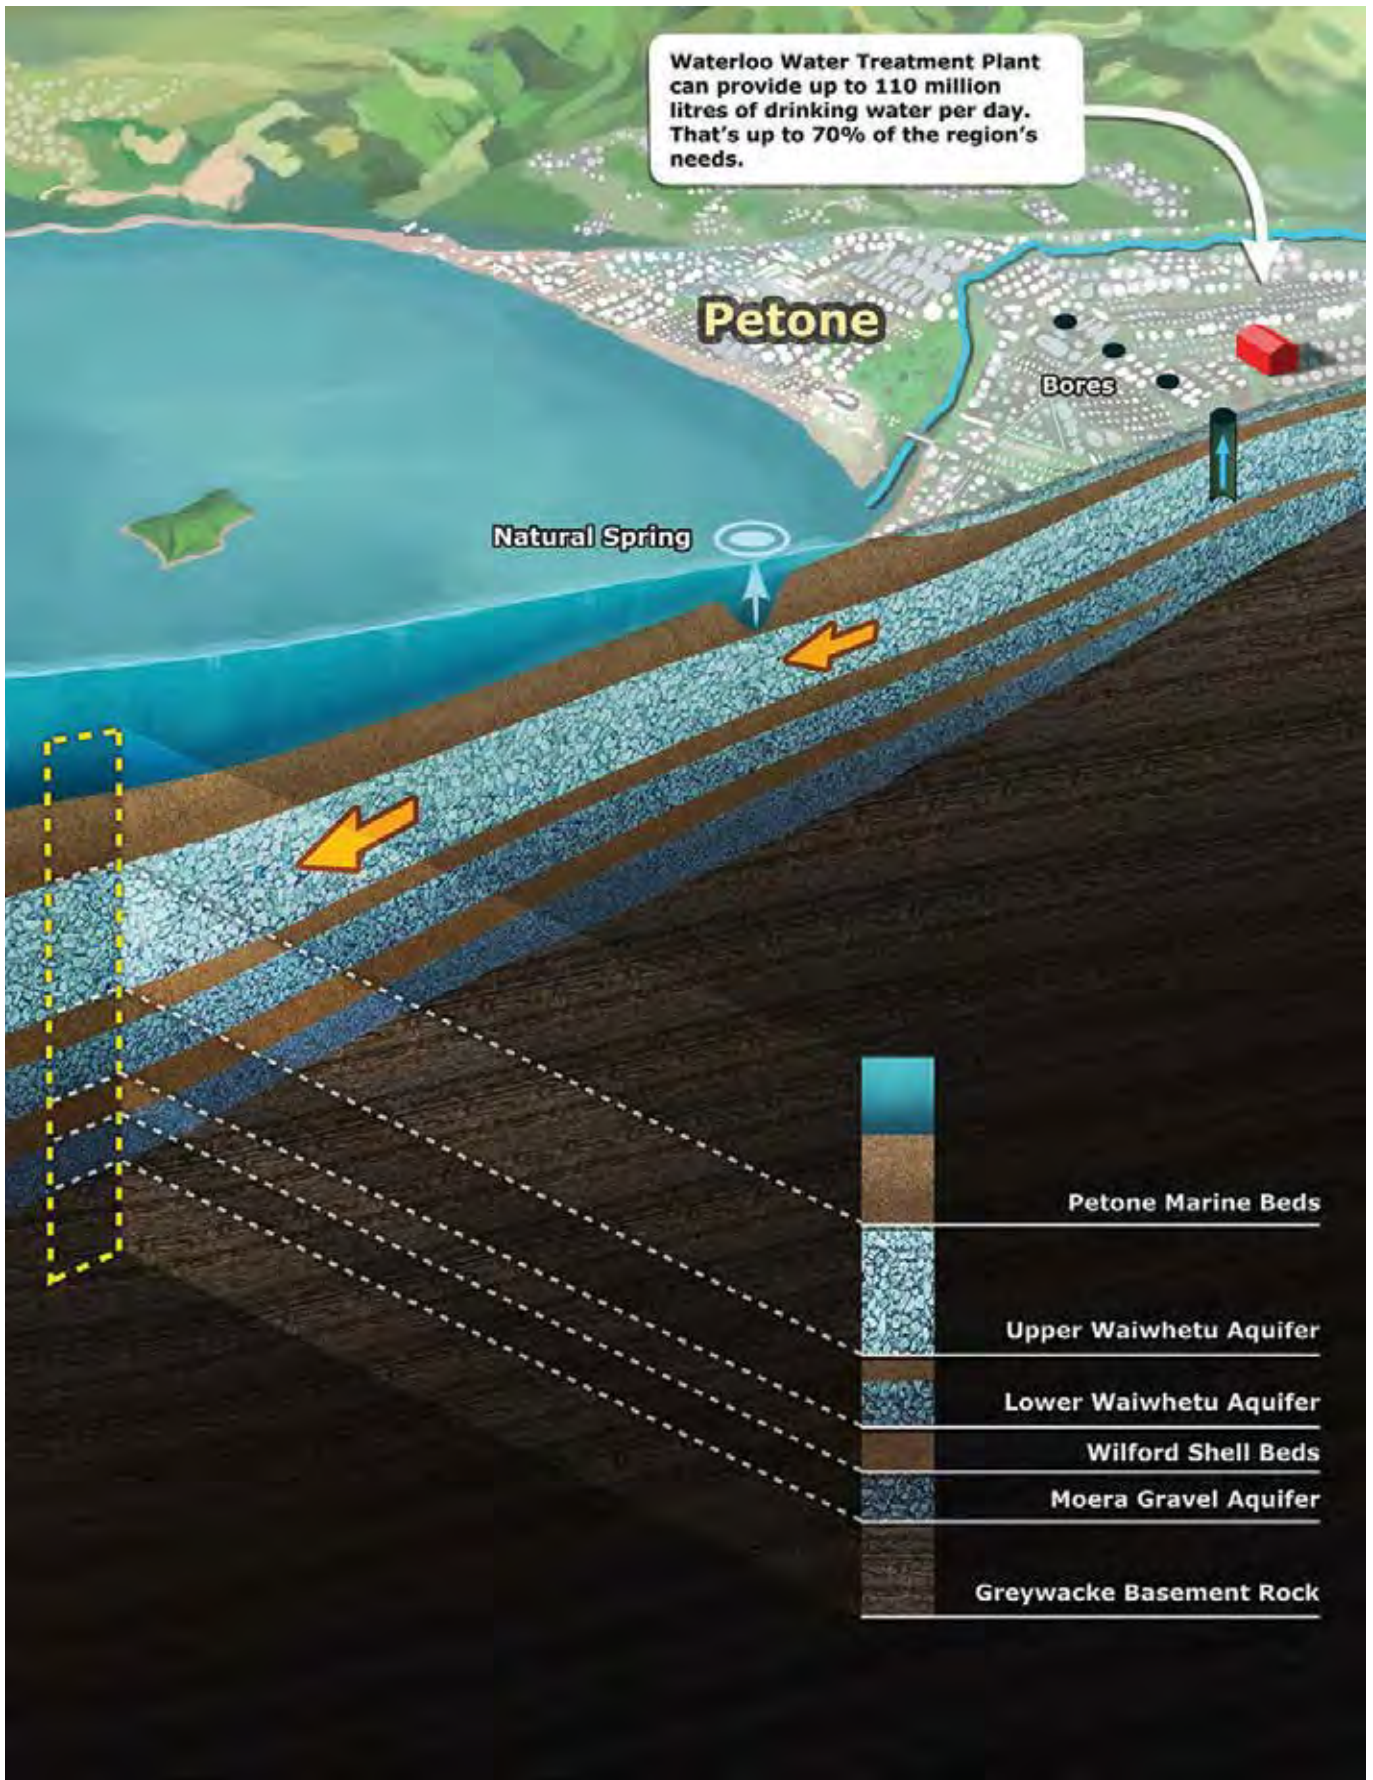 Waterloo Water Treatment Plant
can provide up to 110 million
litres of drinking water per day.
That's up to 70% of the region's
needs.
Petone
Bores
Natural Spring
Petone Marine Beds
Upper Waiwhetu Aquifer
Lower Waiwhetu Aquifer
Wilford Shell Beds
Moera Gravel Aquifer
Greywacke Basement Rock